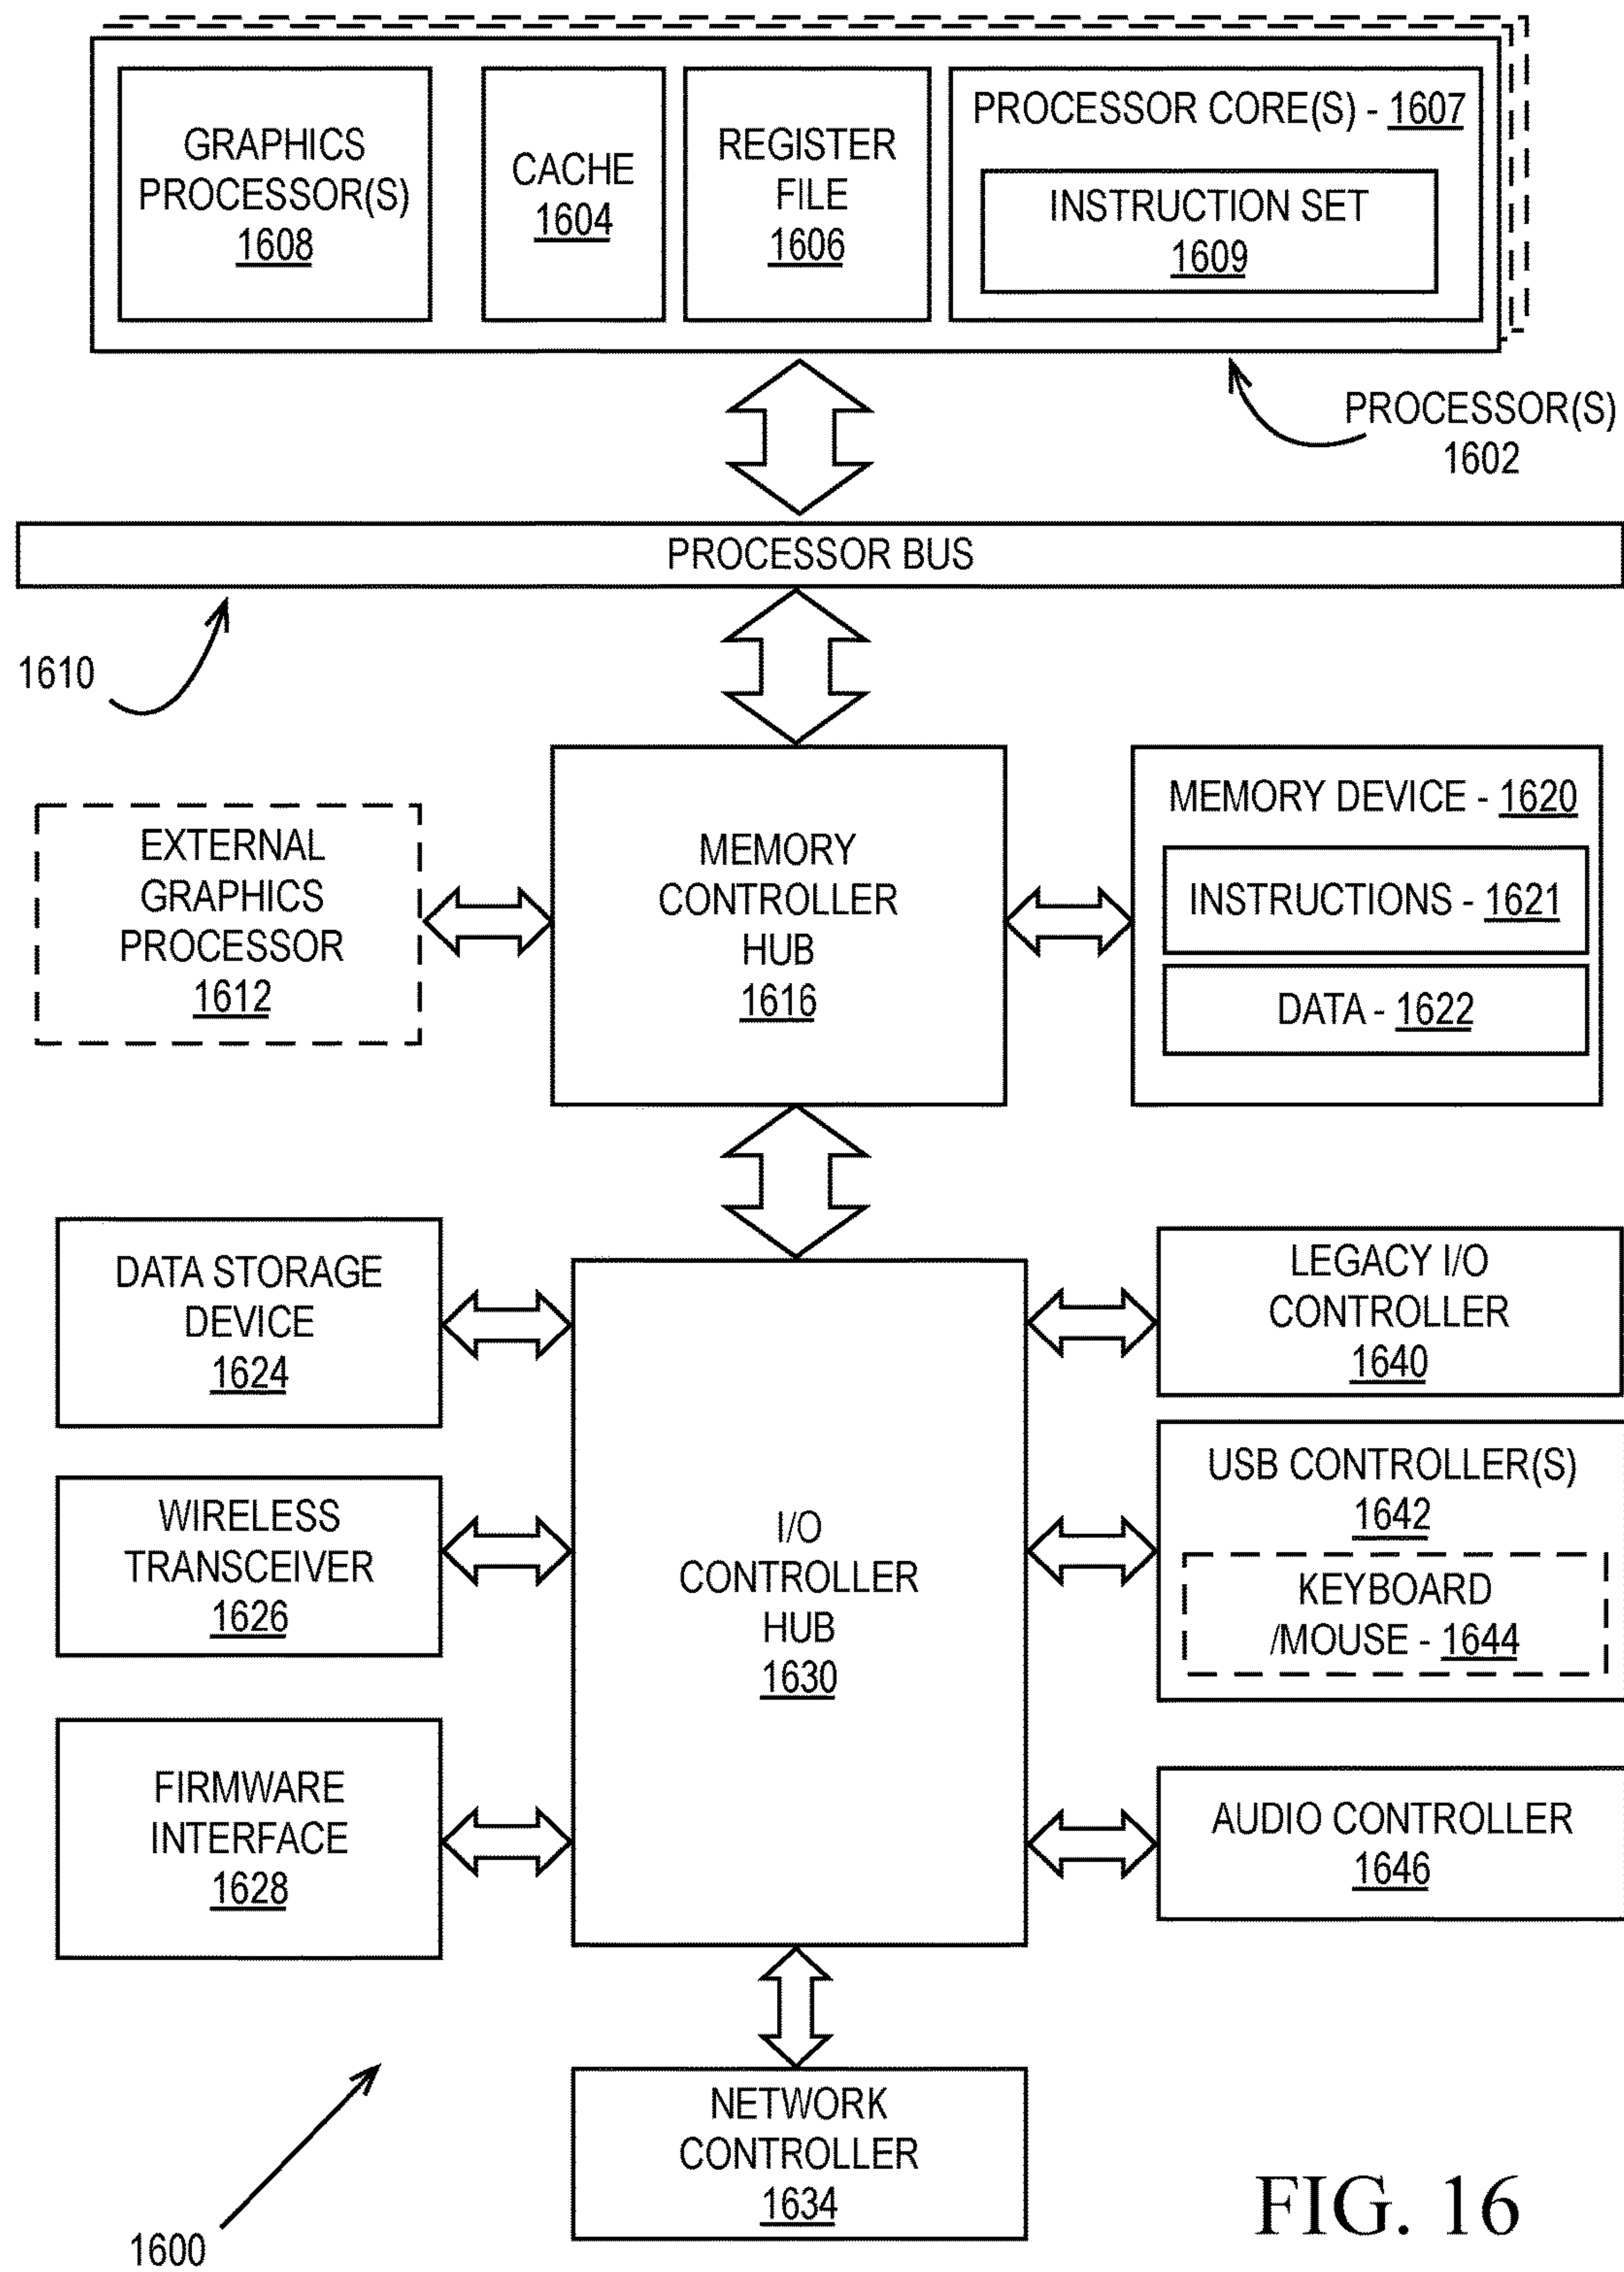 GRAPHICS
PROCESSOR(S)
1608
CACHE
1604
REGISTER
FILE
1606
PROCESSOR CORE(S) - 1607
INSTRUCTION SET
1609
PROCESSOR(S)
1602
PROCESSOR BUS
1610
EXTERNAL
GRAPHICS
PROCESSOR
1612
MEMORY
CONTROLLER
HUB
1616
MEMORY DEVICE - 1620
INSTRUCTIONS - 1621
DATA - 1622
DATA STORAGE
DEVICE
1624
WIRELESS
TRANSCEIVER
1626
FIRMWARE
INTERFACE
1628
I/O
CONTROLLER
HUB
1630
LEGACY I/O
CONTROLLER
1640
USB CONTROLLER(S)
1642
KEYBOARD
/MOUSE - 1644
AUDIO CONTROLLER
1646
NETWORK
CONTROLLER
1634
1600
FIG. 16